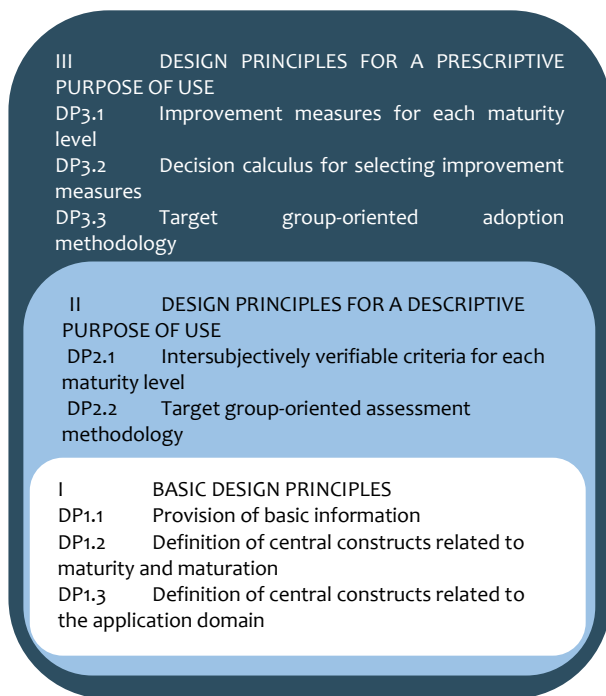 III DESIGN PRINCIPLES FOR A PRESCRIPTIVE
PURPOSE OF USE
DP3.1 Improvement measures for each maturity
level
DP3.2 Decision calculus for selecting improvement
measures
DP3.3 Target group-oriented adoption
methodology
II DESIGN PRINCIPLES FOR A DESCRIPTIVE
PURPOSE OF USE
DP2.1 Intersubjectively verifiable criteria for each
maturity level
DP2.2 Target group-oriented assessment
methodology
I BASIC DESIGN PRINCIPLES
DP1.1 Provision of basic information
DP1.2 Definition of central constructs related to
maturity and maturation
DP1.3 Definition of central constructs related to
the application domain